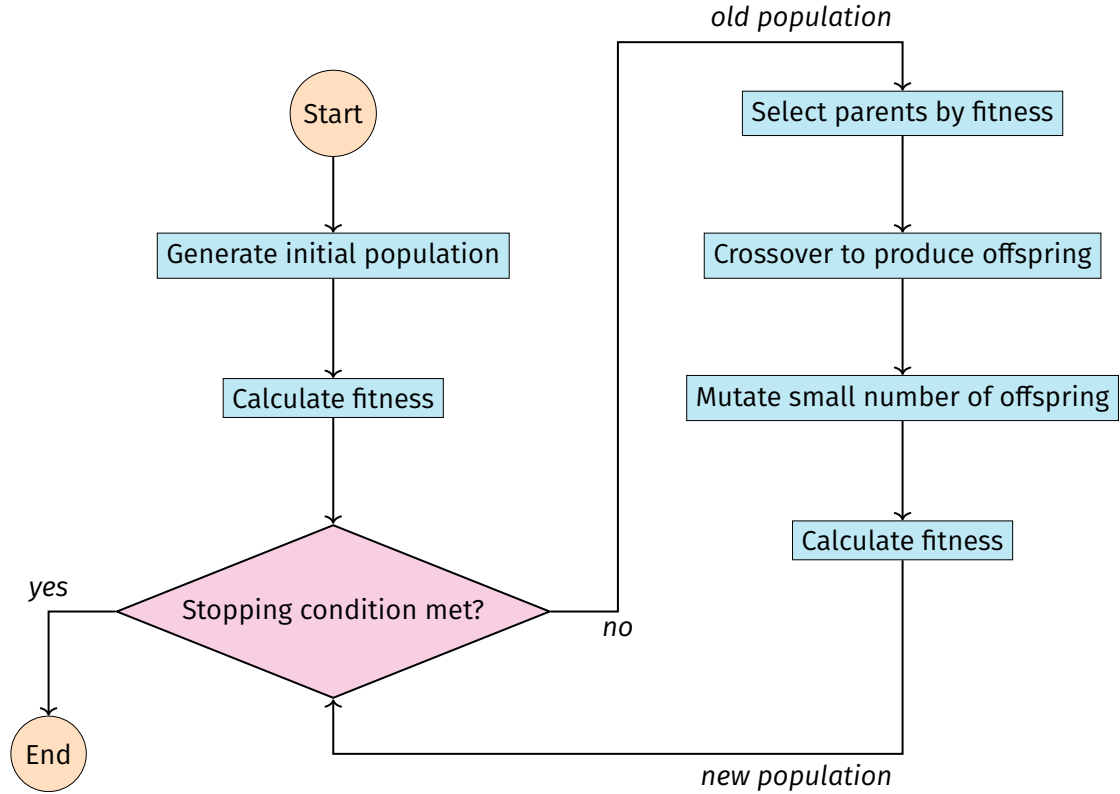 Start
Generate initial population
Calculate fitness
Stopping condition met?
yes
End
no
old population
Select parents by fitness
Crossover to produce offspring
Mutate small number of offspring
Calculate fitness
new population